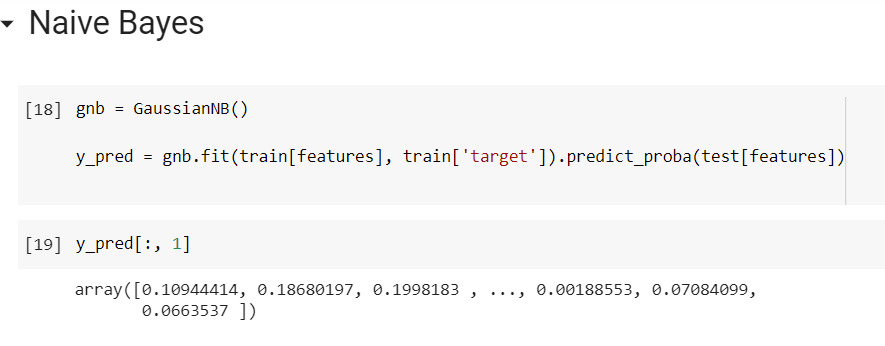 Naive Bayes
[18] gnb = GaussianNB()
y_pred = gnb.fit(train[features], train['target']).predict_proba(test[features])
[19] y_pred[:, 1]
array([0.10944414, 0.18680197, 0.1998183 , ..., 0.00188553, 0.07084099,
0.0663537 ])